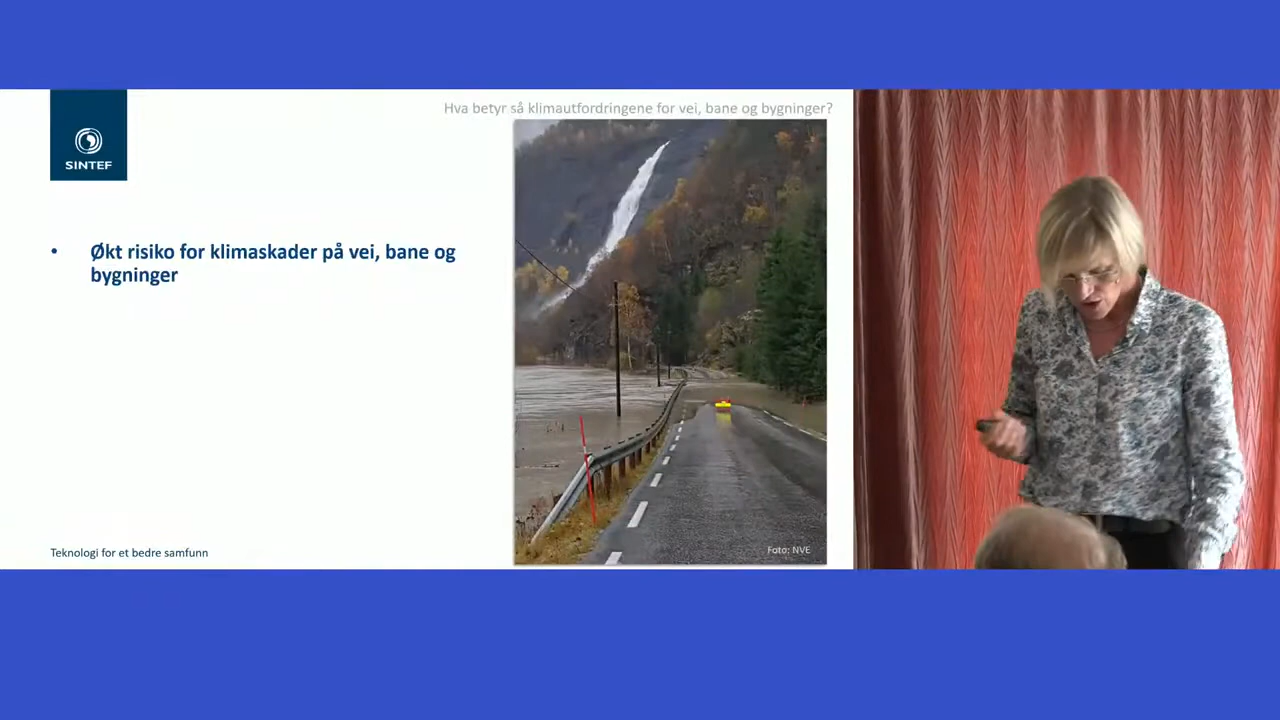 Hva betyr så klimautfordringene for vei, bane og bygninger?
SINTEF
• Økt risiko for klimaskader på vei, bane og
bygninger
Foto: NVE
Teknologi for et bedre samfunn